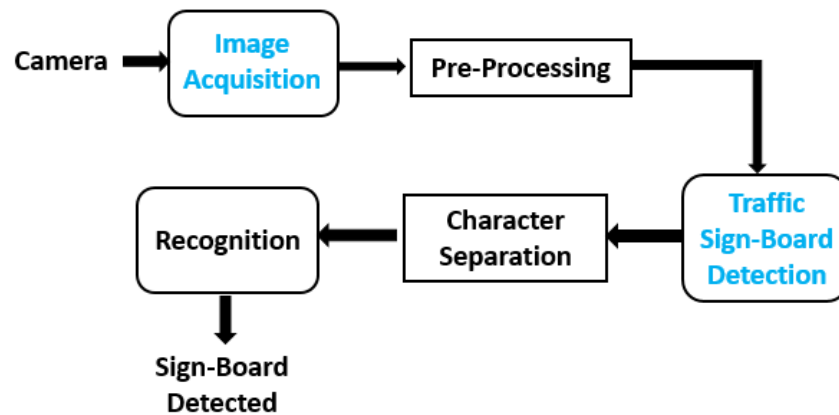 Camera
Image
Acquisition
Pre-Processing
Traffic
Sign-Board
Detection
Character
Separation
Recognition
Sign-Board
Detected